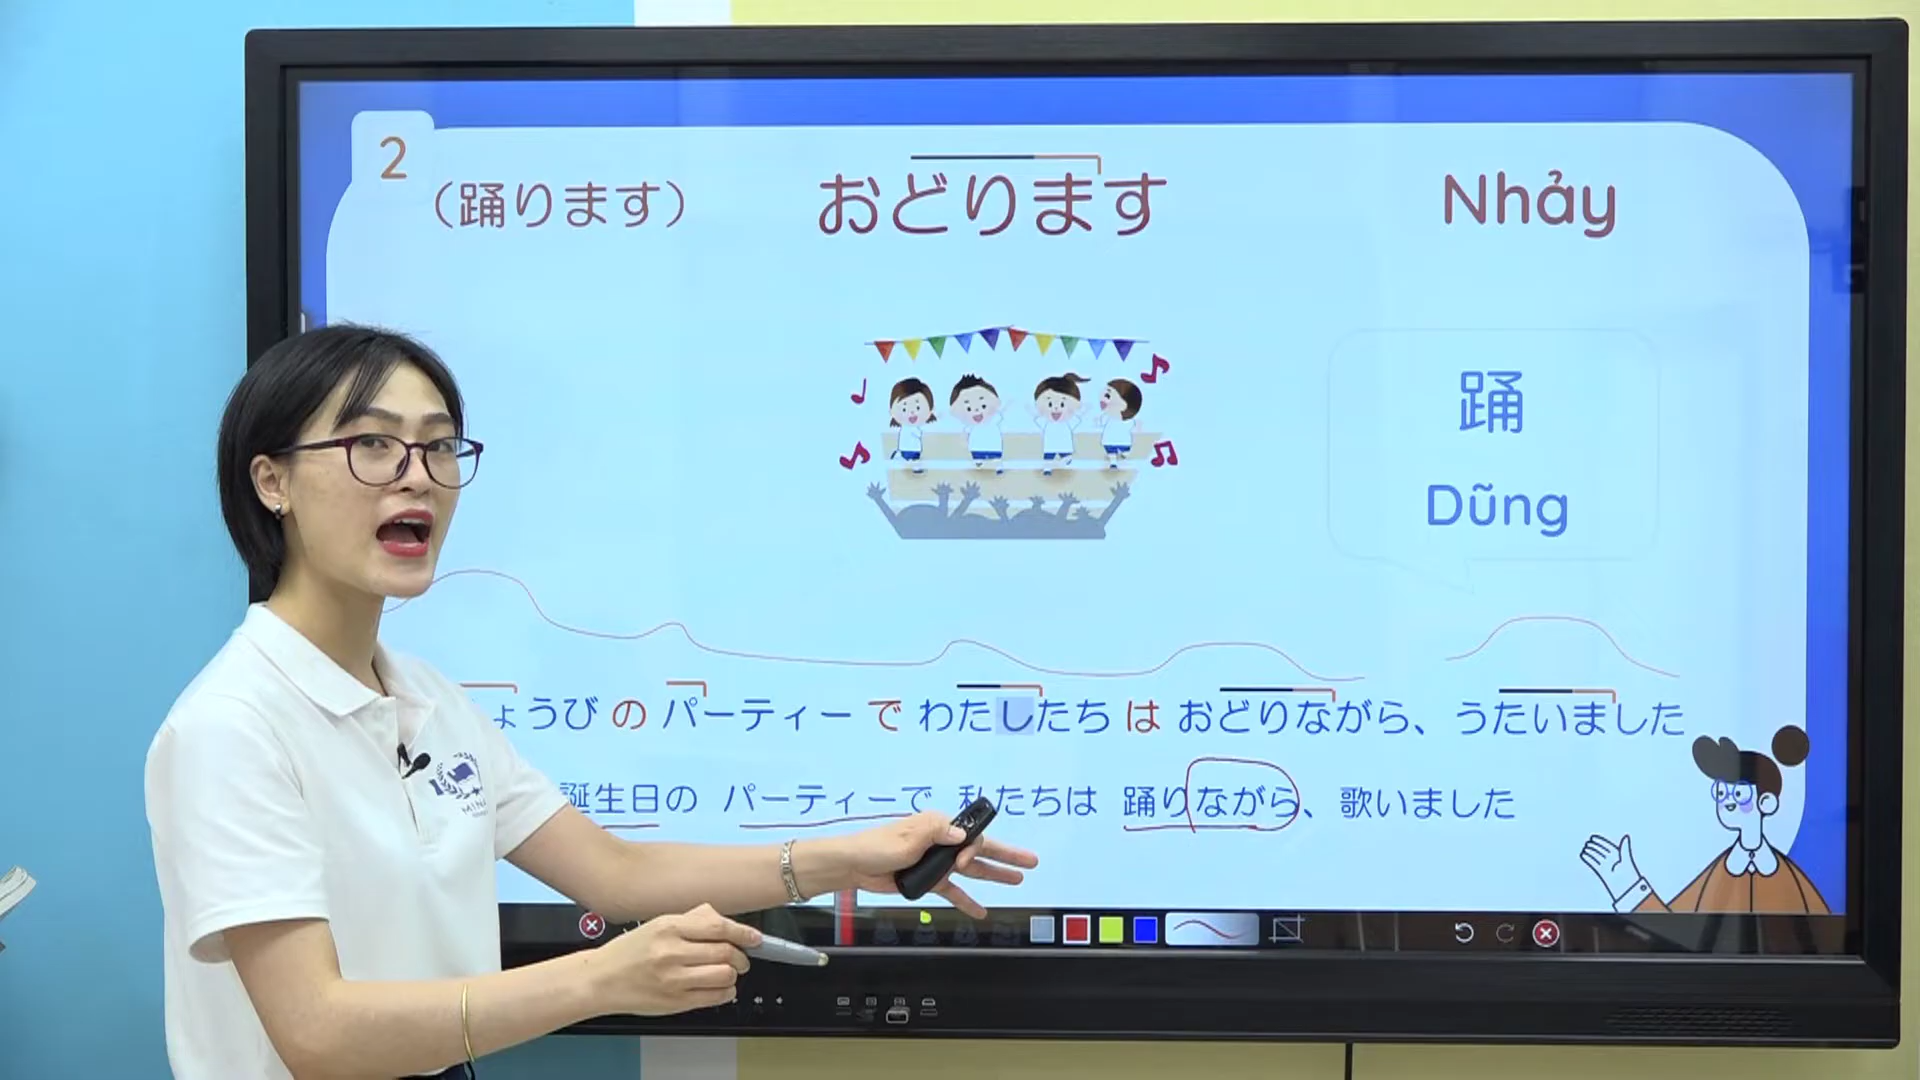 2
(踊ります) おどります Nhảy
踊
Dũng
ょうび の パーティー で わたしたち は おどりながら、うたいました
誕生日の パーティーで 私たちは 踊りながら、歌いました